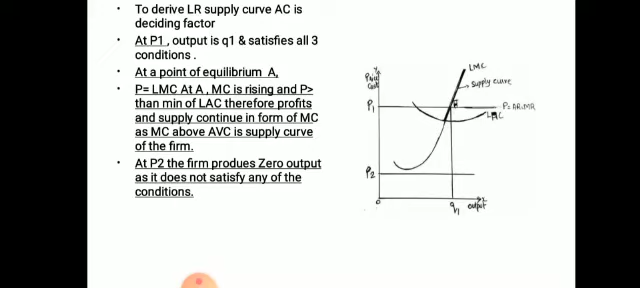 To derive LR supply curve AC is
deciding factor
At P1 , output is q1 & satisfies all 3
conditions .
At a point of equilibrium A,
P= LMC At A , MC is rising and P>
than min of LAC therefore profits
and supply continue in form of MC
as MC above AVC is supply curve
of the firm.
At P2 the firm produes Zero output
as it does not satisfy any of the
conditions.
LMC
Y
Price
Cost
Supply curve
P1
A
P=AR=MR
LAC
P2
0
q1
output